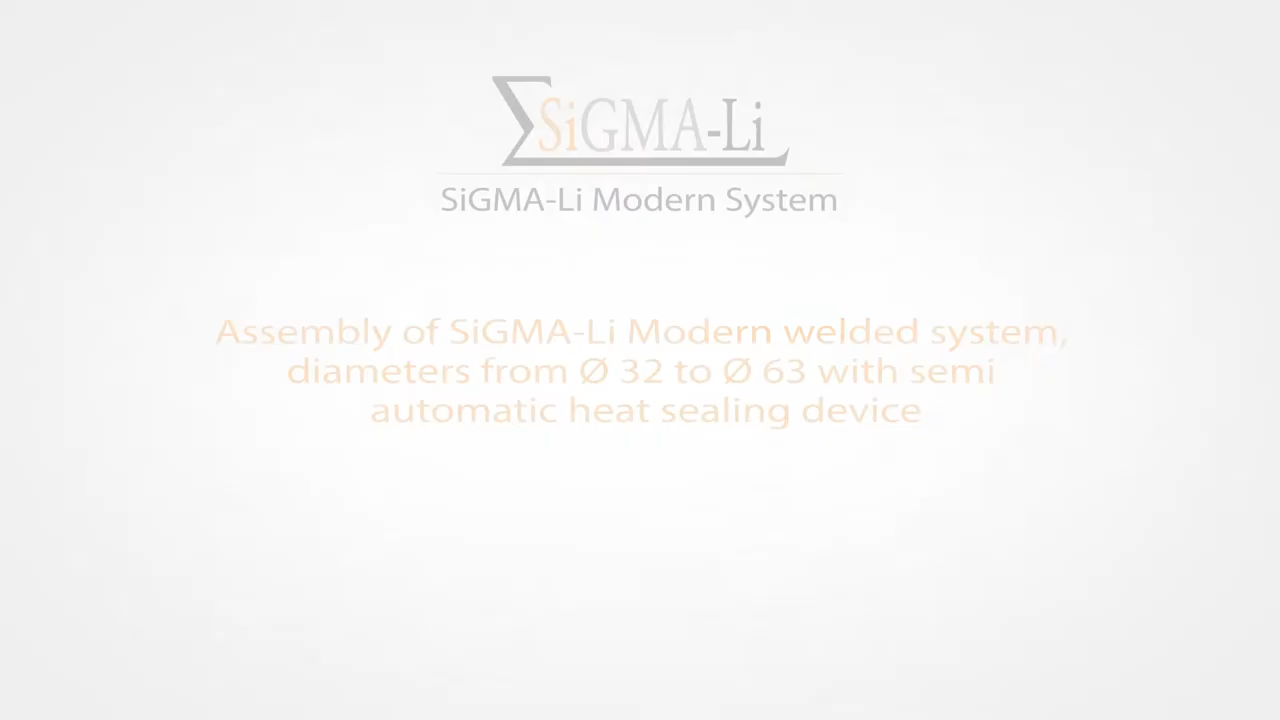 SiGMA-Li
SiGMA-Li Modern System
Assembly of SiGMA-Li Modern welded system,
diameters from Ø 32 to Ø 63 with semi
automatic heat sealing device